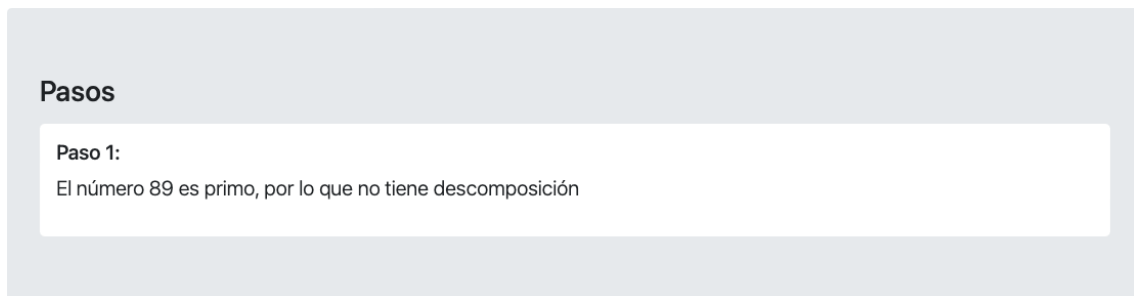 Pasos
Paso 1:
El número 89 es primo, por lo que no tiene descomposición